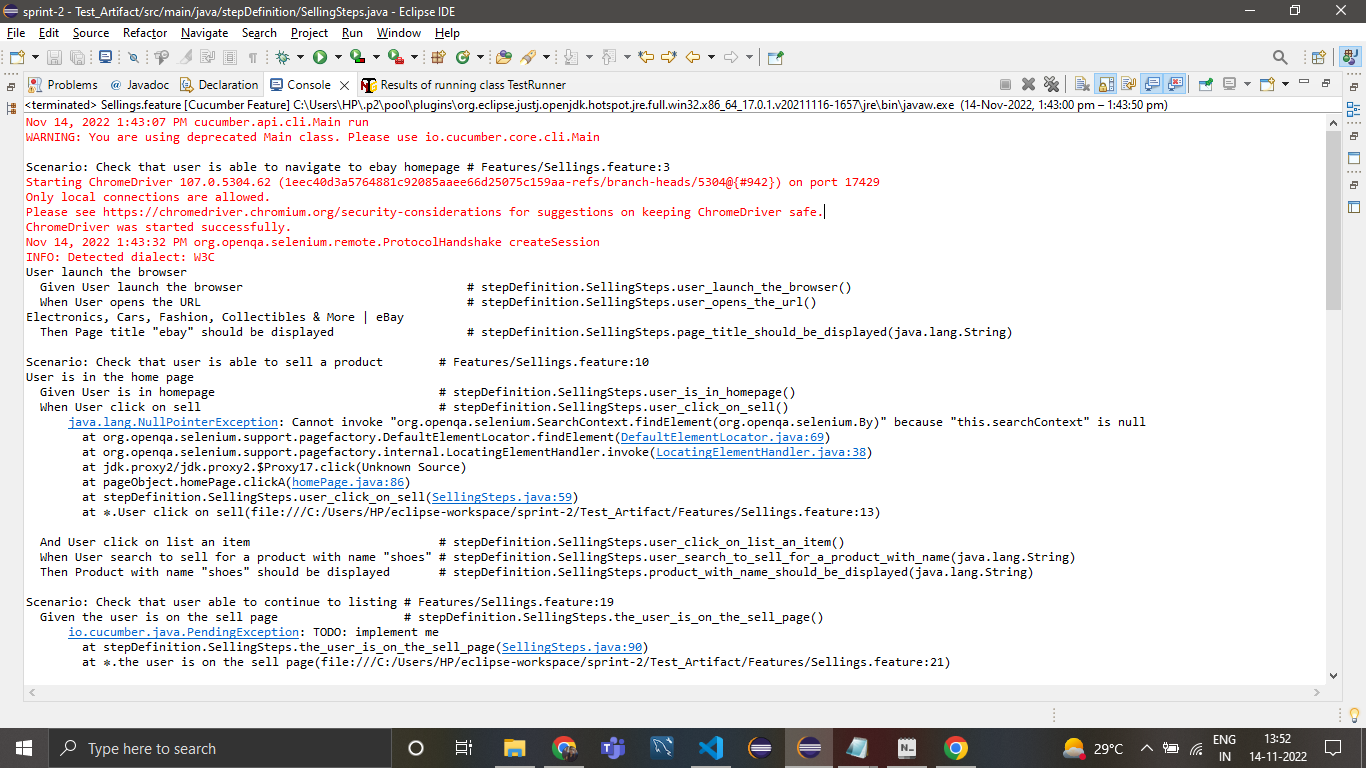 sprint-2 - Test_Artifact/src/main/java/stepDefinition/SellingSteps.java - Eclipse IDE
File Edit Source Refactor Navigate Search Project Run Window Help
Problems Javadoc Declaration Console Results of running class TestRunner
<terminated> Sellings.feature [Cucumber Feature] C:\Users\HP\.p2\pool\plugins\org.eclipse.justj.openjdk.hotspot.jre.full.win32.x86_64_17.0.1.v20211116-1657\jre\bin\javaw.exe (14-Nov-2022, 1:43:00 pm – 1:43:50 pm)
Nov 14, 2022 1:43:07 PM cucumber.api.cli.Main run
WARNING: You are using deprecated Main class. Please use io.cucumber.core.cli.Main
Scenario: Check that user is able to navigate to ebay homepage # Features/Sellings.feature:3
Starting ChromeDriver 107.0.5304.62 (1eec40d3a5764881c92085aaee66d25075c159aa-refs/branch-heads/5304@{#942}) on port 17429
Only local connections are allowed.
Please see https://chromedriver.chromium.org/security-considerations for suggestions on keeping ChromeDriver safe.
ChromeDriver was started successfully.
Nov 14, 2022 1:43:32 PM org.openqa.selenium.remote.ProtocolHandshake createSession
INFO: Detected dialect: W3C
User launch the browser
Given User launch the browser # stepDefinition.SellingSteps.user_launch_the_browser()
When User opens the URL # stepDefinition.SellingSteps.user_opens_the_url()
Electronics, Cars, Fashion, Collectibles & More | eBay
Then Page title "ebay" should be displayed # stepDefinition.SellingSteps.page_title_should_be_displayed(java.lang.String)
Scenario: Check that user is able to sell a product # Features/Sellings.feature:10
User is in the home page
Given User is in homepage # stepDefinition.SellingSteps.user_is_in_homepage()
When User click on sell # stepDefinition.SellingSteps.user_click_on_sell()
java.lang.NullPointerException: Cannot invoke "org.openqa.selenium.SearchContext.findElement(org.openqa.selenium.By)" because "this.searchContext" is null
at org.openqa.selenium.support.pagefactory.DefaultElementLocator.findElement(DefaultElementLocator.java:69)
at org.openqa.selenium.support.pagefactory.internal.LocatingElementHandler.invoke(LocatingElementHandler.java:38)
at jdk.proxy2/jdk.proxy2.$Proxy17.click(Unknown Source)
at pageObject.homePage.clickA(homePage.java:86)
at stepDefinition.SellingSteps.user_click_on_sell(SellingSteps.java:59)
at *.User click on sell(file:///C:/Users/HP/eclipse-workspace/sprint-2/Test_Artifact/Features/Sellings.feature:13)
And User click on list an item # stepDefinition.SellingSteps.user_click_on_list_an_item()
When User search to sell for a product with name "shoes" # stepDefinition.SellingSteps.user_search_to_sell_for_a_product_with_name(java.lang.String)
Then Product with name "shoes" should be displayed # stepDefinition.SellingSteps.product_with_name_should_be_displayed(java.lang.String)
Scenario: Check that user able to continue to listing # Features/Sellings.feature:19
Given the user is on the sell page # stepDefinition.SellingSteps.the_user_is_on_the_sell_page()
io.cucumber.java.PendingException: TODO: implement me
at stepDefinition.SellingSteps.the_user_is_on_the_sell_page(SellingSteps.java:90)
at *.the user is on the sell page(file:///C:/Users/HP/eclipse-workspace/sprint-2/Test_Artifact/Features/Sellings.feature:21)
Type here to search
29°C
ENG
IN
13:52
14-11-2022